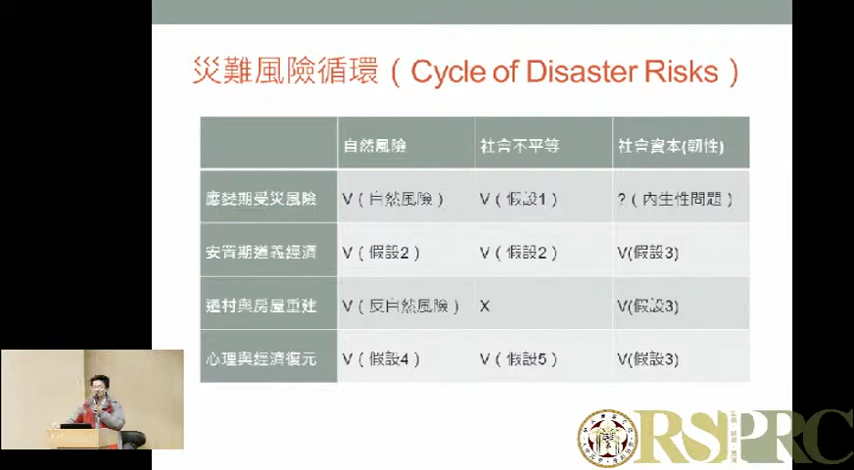 災難風險循環（Cycle of Disaster Risks）
自然風險 社會不平等 社會資本(韌性)
應變期受災風險 V（自然風險） V（假設1） ?（內生性問題）
安置期道義經濟 V（假設2） V（假設2） V(假設3)
遷村與房屋重建 V（反自然風險） X V(假設3)
心理與經濟復元 V（假設4） V（假設5） V(假設3)
RSPRC